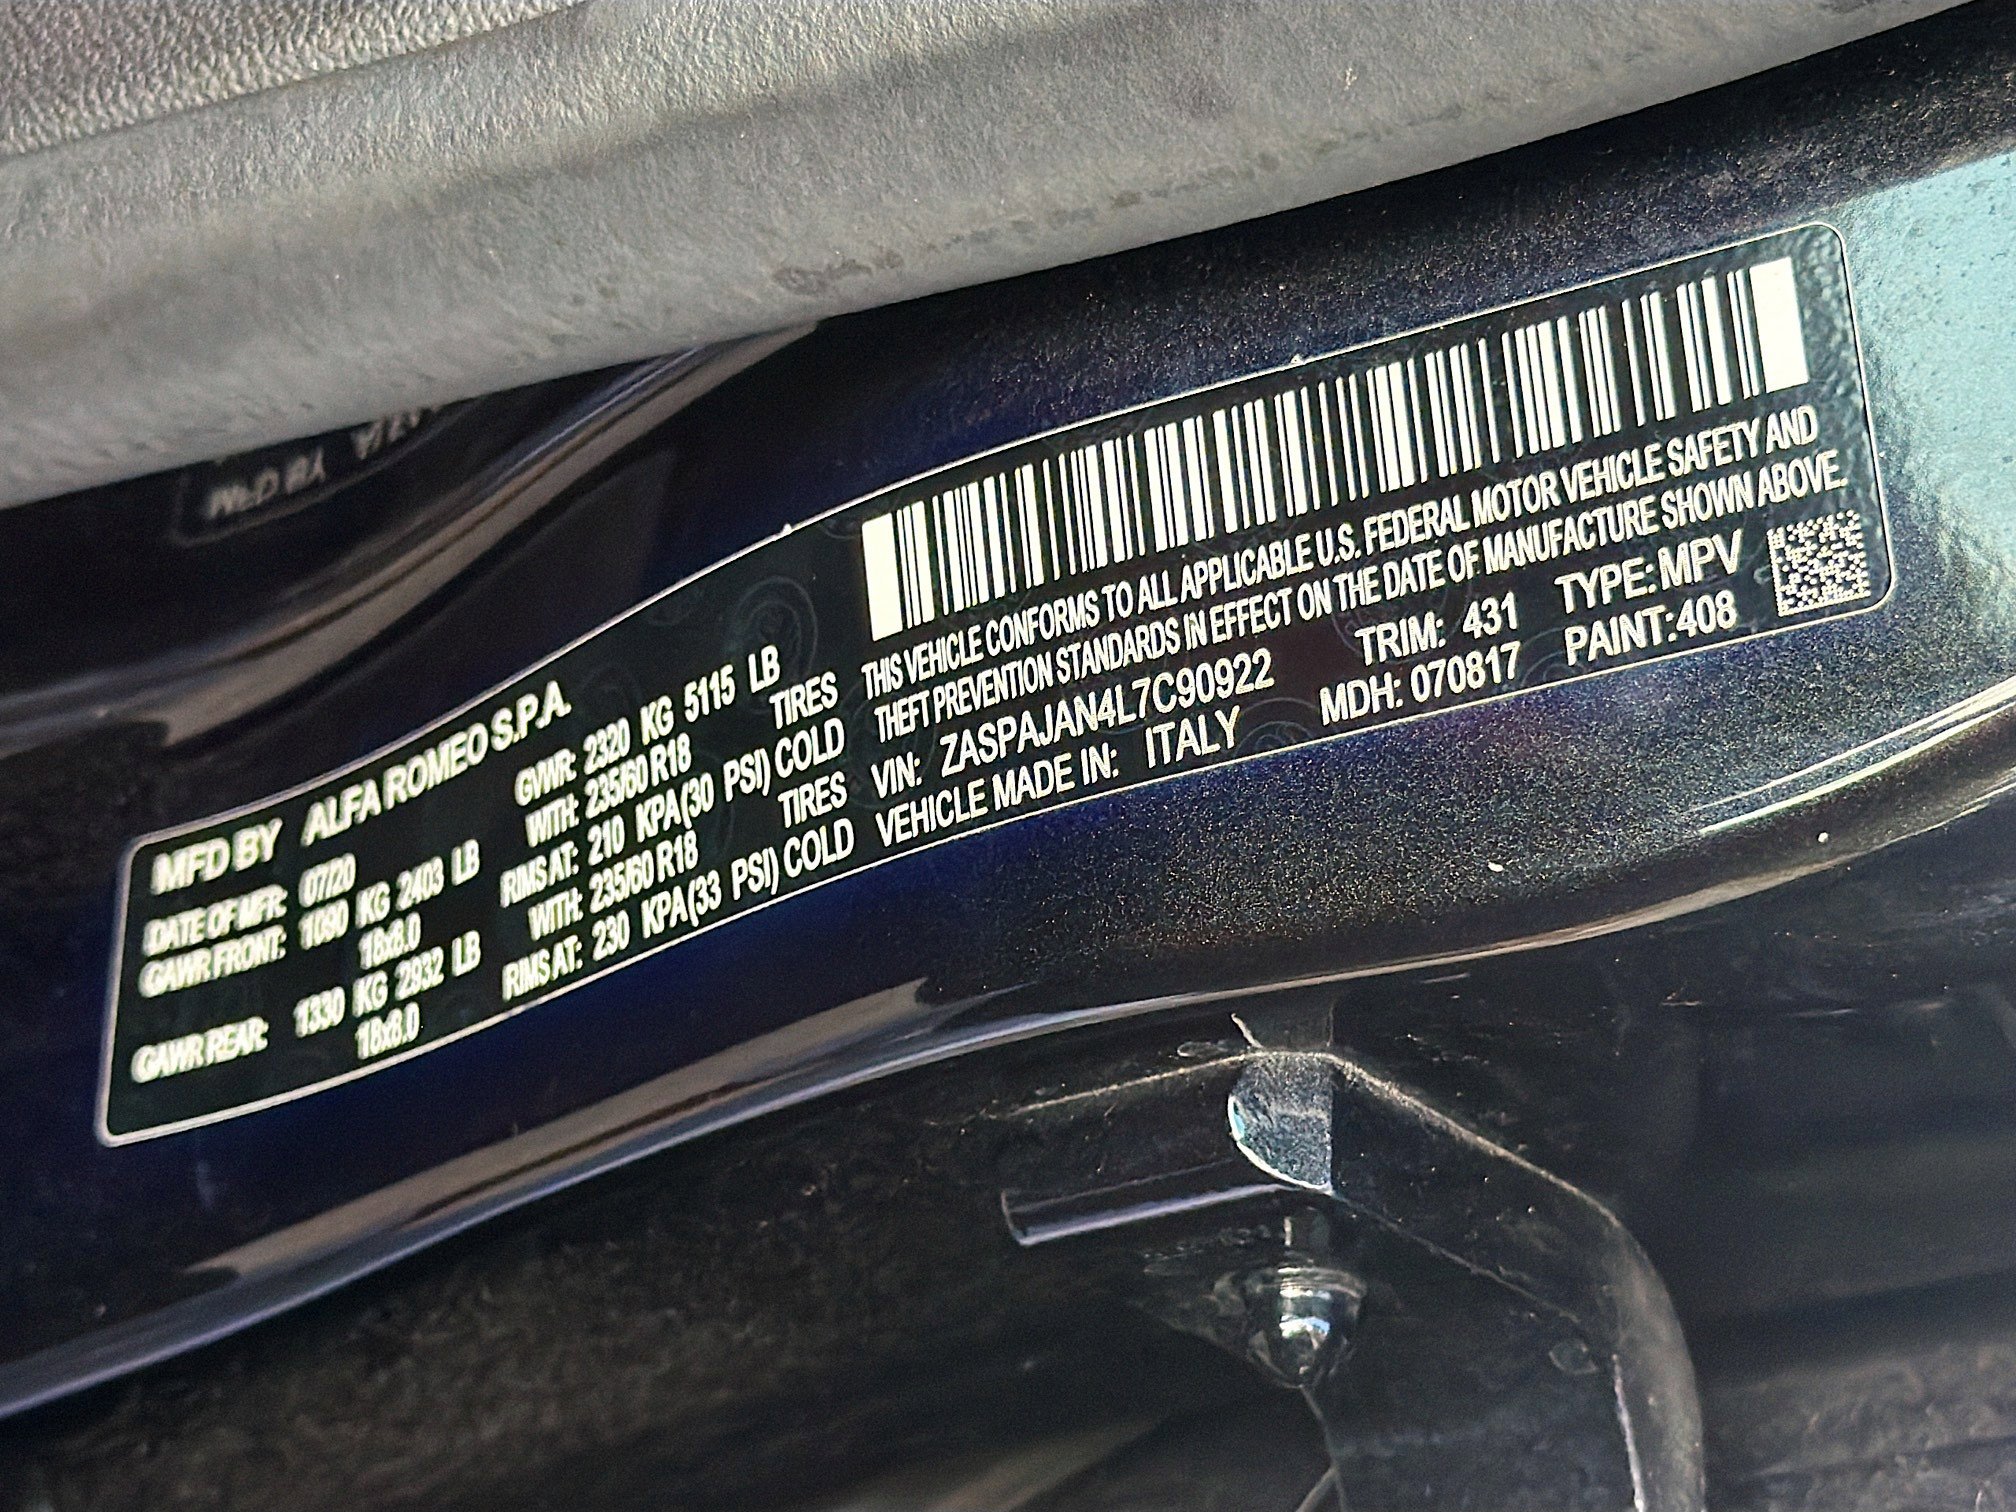 MFD BY ALFA ROMEO S.P.A.
DATE OF MFR: 07/20 GVWR: 2320 KG 5115 LB
GAWR FRONT: 1090 KG 2403 LB WITH: 235/60 R18 TIRES
18x8.0 RIMS AT: 210 KPA(30 PSI) COLD
GAWR REAR: 1330 KG 2932 LB WITH: 235/60 R18 TIRES
18x8.0 RIMS AT: 230 KPA(33 PSI) COLD
THIS VEHICLE CONFORMS TO ALL APPLICABLE U.S. FEDERAL MOTOR VEHICLE SAFETY AND
THEFT PREVENTION STANDARDS IN EFFECT ON THE DATE OF MANUFACTURE SHOWN ABOVE.
VIN: ZASPAJAN4L7C90922 TRIM: 431 TYPE: MPV
VEHICLE MADE IN: ITALY MDH: 070817 PAINT:408